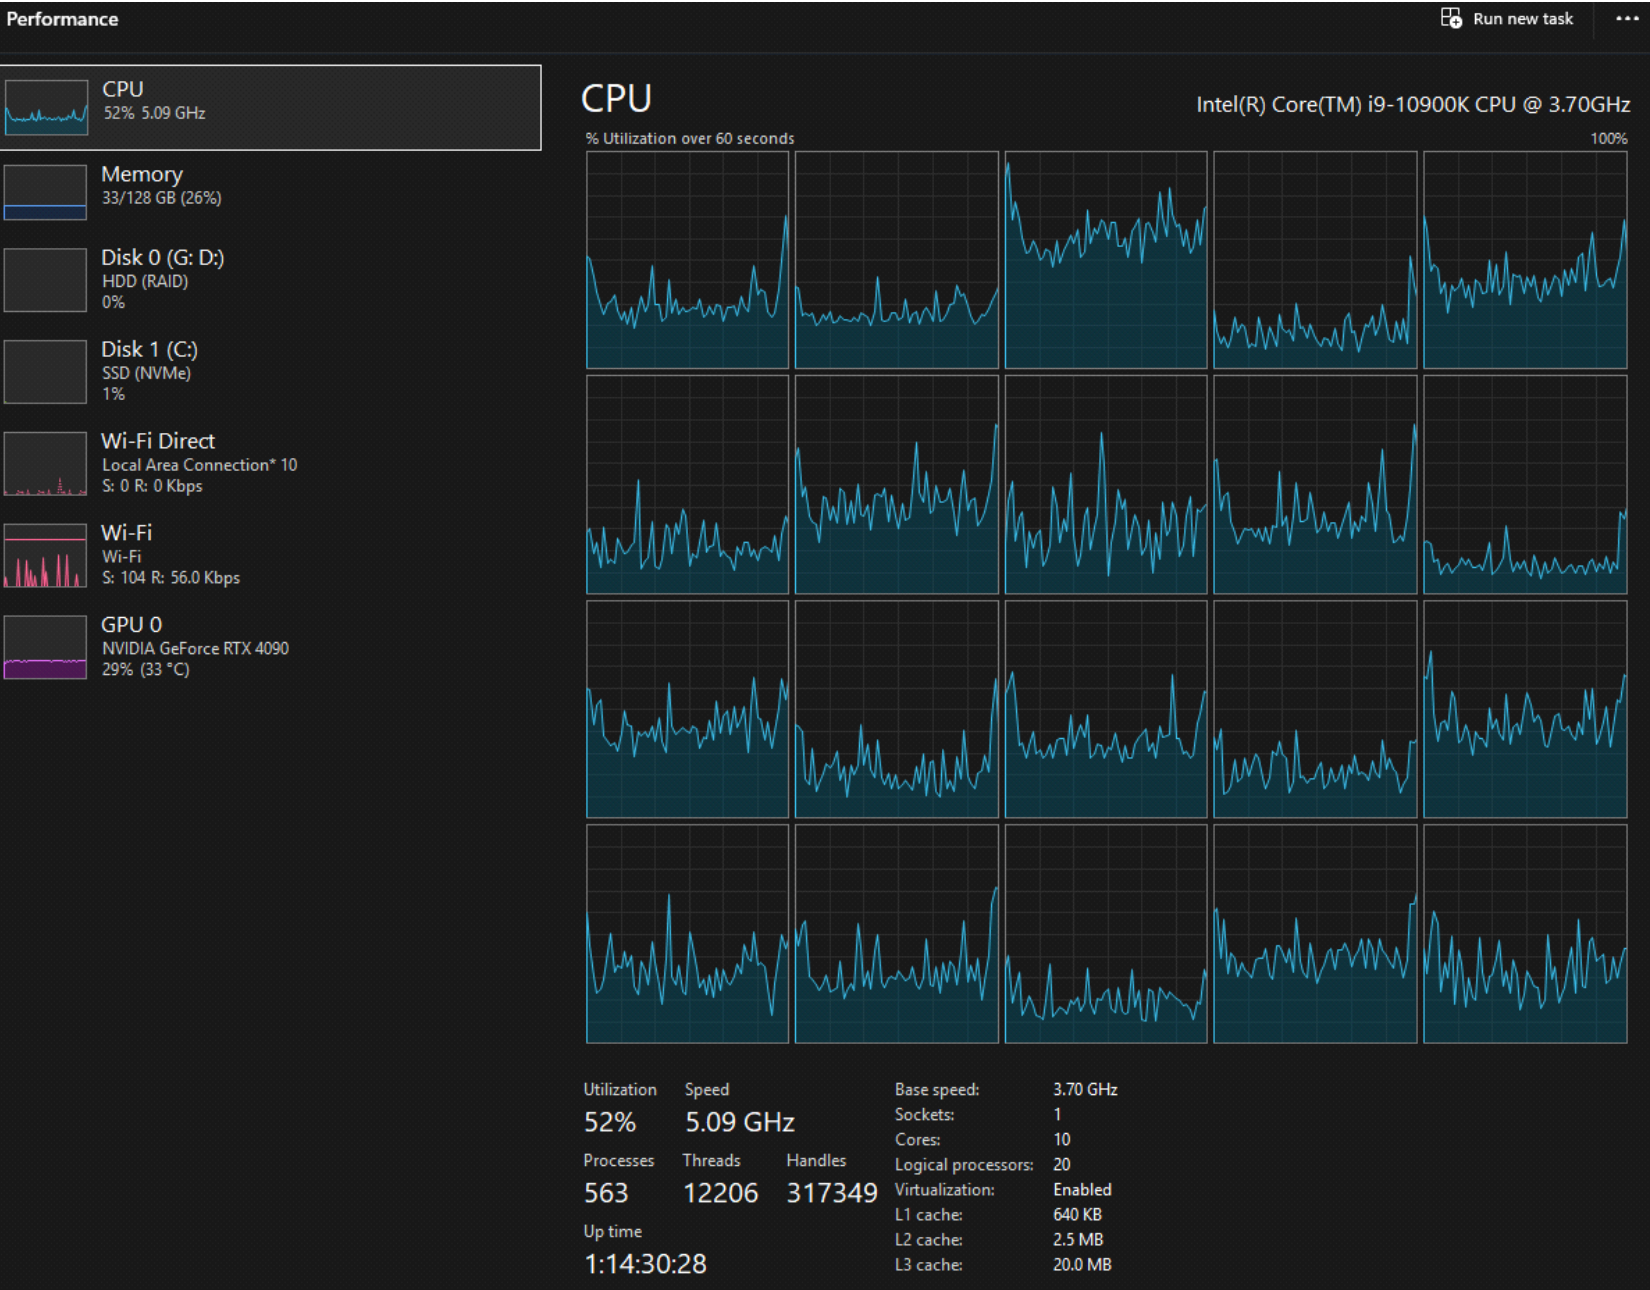 Performance
Run new task
CPU
52% 5.09 GHz
Memory
33/128 GB (26%)
Disk 0 (G: D:)
HDD (RAID)
0%
Disk 1 (C:)
SSD (NVMe)
1%
Wi-Fi Direct
Local Area Connection* 10
S: 0 R: 0 Kbps
Wi-Fi
Wi-Fi
S: 104 R: 56.0 Kbps
GPU 0
NVIDIA GeForce RTX 4090
29% (33 °C)
CPU
Intel(R) Core(TM) i9-10900K CPU @ 3.70GHz
% Utilization over 60 seconds
100%
Utilization Speed
52% 5.09 GHz
Processes Threads Handles
563 12206 317349
Up time
1:14:30:28
Base speed: 3.70 GHz
Sockets: 1
Cores: 10
Logical processors: 20
Virtualization: Enabled
L1 cache: 640 KB
L2 cache: 2.5 MB
L3 cache: 20.0 MB